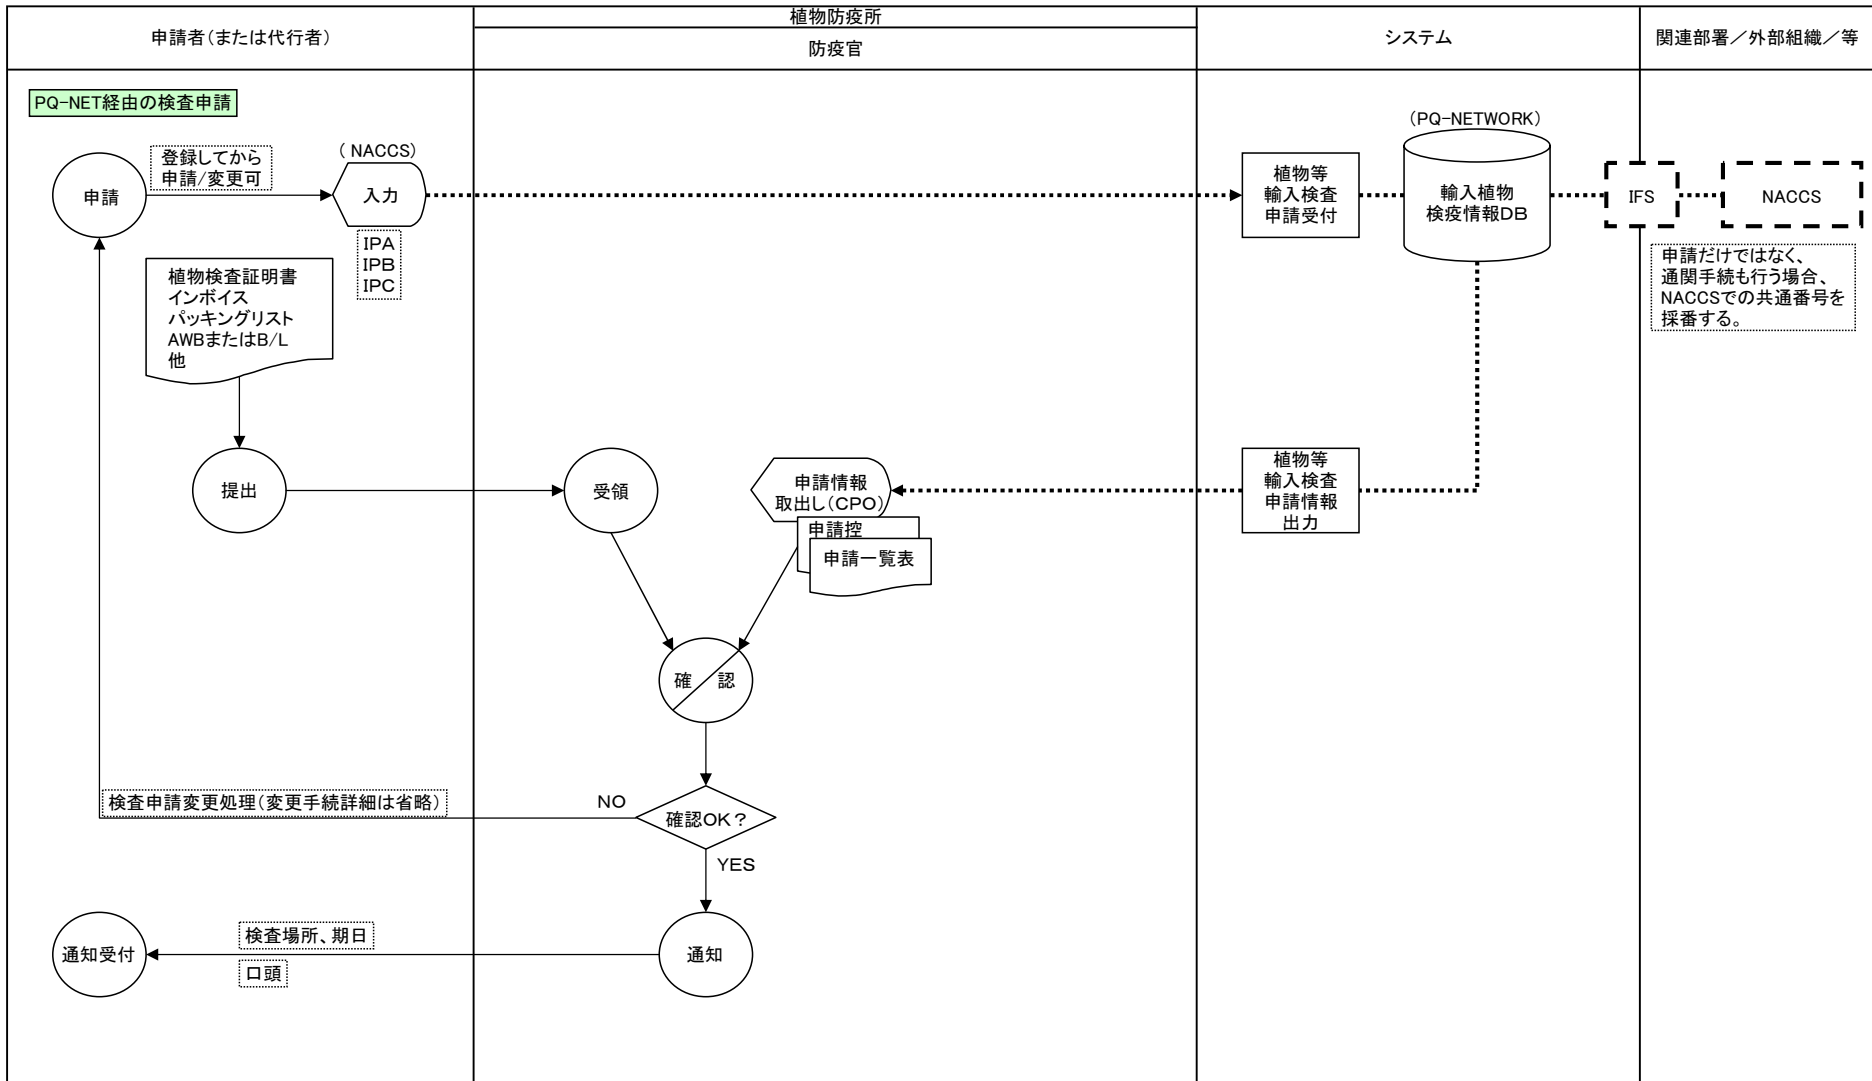 申請者（または代行者）
植物防疫所
防疫官
システム
関連部署／外部組織／等
PQ-NET経由の検査申請
申請
登録してから
申請/変更可
（NACCS）
入力
IPA
IPB
IPC
植物等
輸入検査
申請受付
（PQ-NETWORK）
輸入植物
検疫情報DB
IFS
NACCS
申請だけではなく、
通関手続も行う場合、
NACCSでの共通番号を
採番する。
植物検査証明書
インボイス
パッキングリスト
AWBまたはB/L
他
提出
受領
申請情報
取出し（CPO）
申請控
申請一覧表
植物等
輸入検査
申請情報
出力
確 認
検査申請変更処理（変更手続詳細は省略）
NO
確認OK？
YES
通知受付
検査場所、期日
口頭
通知